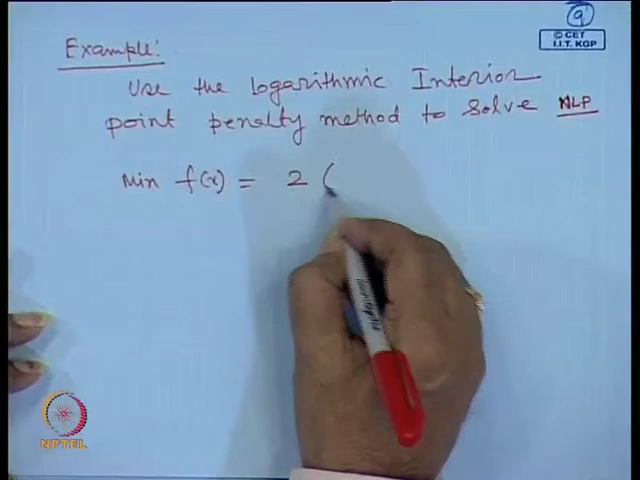 9
© CET
I.I.T. KGP
Example:
Use the logarithmic Interior
point penalty method to solve NLP
Min f(x) = 2 (
NPTEL